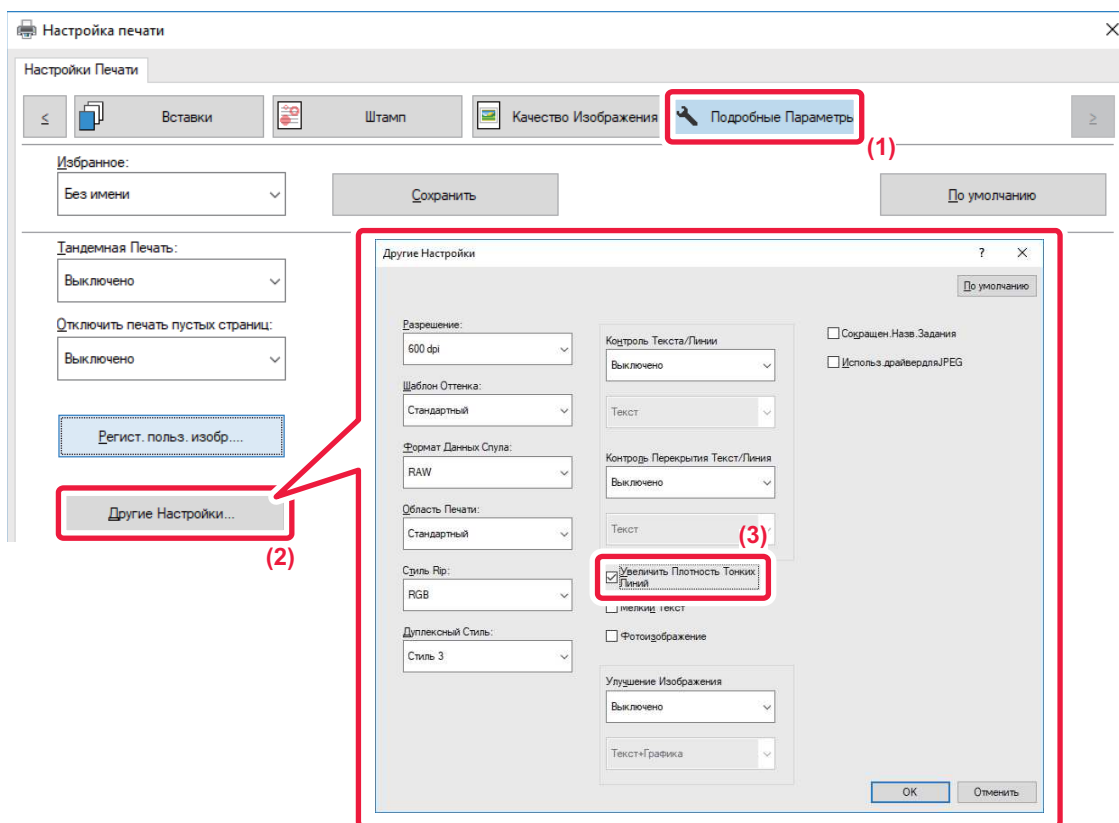 Настройка печати
Настройки Печати
< Вставки Штамп Качество Изображения Подробные Параметры >
(1)
Избранное:
Без имени Сохранить По умолчанию
Тандемная Печать:
Выключено
Отключить печать пустых страниц:
Выключено
Регист. польз. изобр....
Другие Настройки...
(2)
Другие Настройки ?
По умолчанию
Разрешение:
600 dpi
Шаблон Оттенка:
Стандартный
Формат Данных Спула:
RAW
Область Печати:
Стандартный
Стиль Rip:
RGB
Дуплексный Стиль:
Стиль 3
Контроль Текста/Линии
Выключено
Текст
Контроль Перекрытия Текст/Линия
Выключено
Текст
(3)
Увеличить Плотность Тонких
Линий
Мелкий Текст
Фотоизображение
Улучшение Изображения
Выключено
Текст+Графика
Сокращен.Назв.Задания
Использ.драйвердляJPEG
OK Отменить